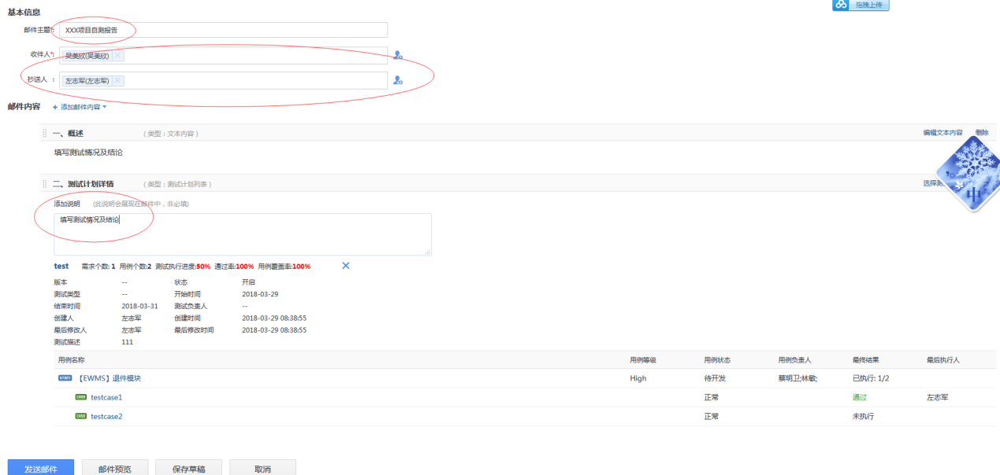 拖拽上传
基本信息
邮件主题*: XXX项目自测报告
收件人*: 吴美欣(吴美欣)
抄送人 : 左志军(左志军)
邮件内容 + 添加邮件内容
一、概述 ( 类型 : 文本内容 ) 编辑文本内容 删除
填写测试情况及结论
二、测试计划详情 ( 类型 : 测试计划列表 ) 选择测
中
添加说明 (此说明会展现在邮件中 , 非必填)
填写测试情况及结论
test 需求个数: 1 用例个数:2 测试执行进度:50% 通过率:100% 用例覆盖率:100%
版本 -- 状态 开启
测试类型 -- 开始时间 2018-03-29
结束时间 2018-03-31 测试负责人 --
创建人 左志军 创建时间 2018-03-29 08:38:55
最后修改人 左志军 最后修改时间 2018-03-29 08:38:55
测试描述 111
用例名称 用例等级 用例状态 用例负责人 最终结果 最后执行人
STORY 【EWMS】退件模块 High 待开发 蔡明卫;林敏; 已执行: 1/2
CASE testcase1 正常 通过 左志军
CASE testcase2 正常 未执行
发送邮件 邮件预览 保存草稿 取消